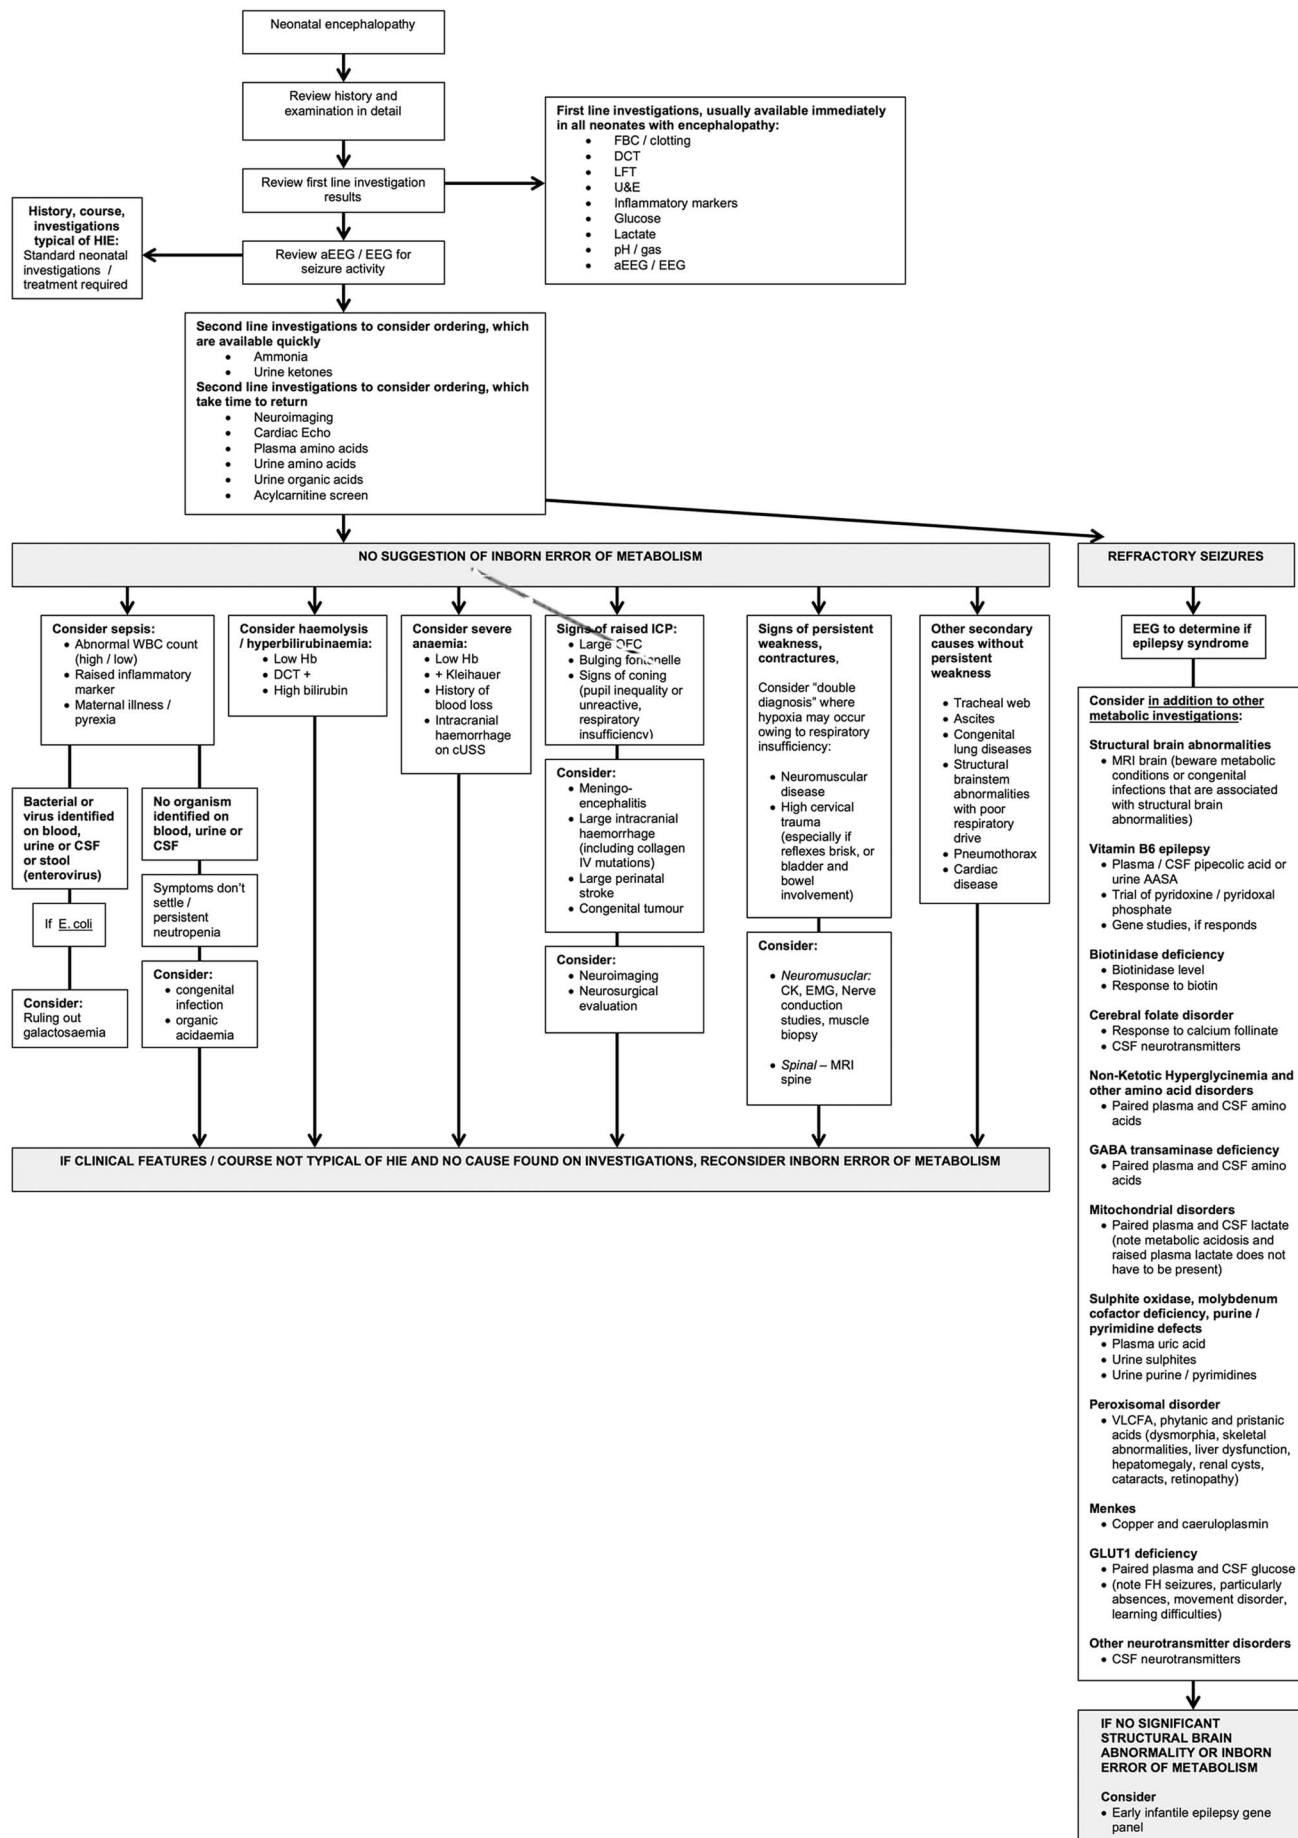 Neonatal encephalopathy
Review history and
examination in detail
First line investigations, usually available immediately
in all neonates with encephalopathy:
• FBC / clotting
• DCT
• LFT
• U&E
• Inflammatory markers
• Glucose
• Lactate
• pH / gas
• aEEG / EEG
Review first line investigation
results
History, course,
investigations
typical of HIE:
Standard neonatal
investigations /
treatment required
Review aEEG / EEG for
seizure activity
Second line investigations to consider ordering, which
are available quickly
• Ammonia
• Urine ketones
Second line investigations to consider ordering, which
take time to return
• Neuroimaging
• Cardiac Echo
• Plasma amino acids
• Urine amino acids
• Urine organic acids
• Acylcarnitine screen
NO SUGGESTION OF INBORN ERROR OF METABOLISM
Consider sepsis:
• Abnormal WBC count
(high / low)
• Raised inflammatory
marker
• Maternal illness /
pyrexia
Bacterial or
virus identified
on blood,
urine or CSF
or stool
(enterovirus)
If E. coli
Consider:
Ruling out
galactosaemia
No organism
identified on
blood, urine or
CSF
Symptoms don't
settle /
persistent
neutropenia
Consider:
• congenital
infection
• organic
acidaemia
Consider haemolysis
/ hyperbilirubinaemia:
• Low Hb
• DCT +
• High bilirubin
Consider severe
anaemia:
• Low Hb
• + Kleihauer
• History of
blood loss
• Intracranial
haemorrhage
on cUSS
Signs of raised ICP:
• Large OFC
• Bulging fontanelle
• Signs of coning
(pupil inequality or
unreactive,
respiratory
insufficiency)
Consider:
• Meningo-
encephalitis
• Large intracranial
haemorrhage
(including collagen
IV mutations)
• Large perinatal
stroke
• Congenital tumour
Consider:
• Neuroimaging
• Neurosurgical
evaluation
Signs of persistent
weakness,
contractures,
Consider “double
diagnosis” where
hypoxia may occur
owing to respiratory
insufficiency:
• Neuromuscular
disease
• High cervical
trauma
(especially if
reflexes brisk, or
bladder and
bowel
involvement)
Consider:
• Neuromusuclar:
CK, EMG, Nerve
conduction
studies, muscle
biopsy
• Spinal – MRI
spine
Other secondary
causes without
persistent
weakness
• Tracheal web
• Ascites
• Congenital
lung diseases
• Structural
brainstem
abnormalities
with poor
respiratory
drive
• Pneumothorax
• Cardiac
disease
IF CLINICAL FEATURES / COURSE NOT TYPICAL OF HIE AND NO CAUSE FOUND ON INVESTIGATIONS, RECONSIDER INBORN ERROR OF METABOLISM
REFRACTORY SEIZURES
EEG to determine if
epilepsy syndrome
Consider in addition to other
metabolic investigations:
Structural brain abnormalities
• MRI brain (beware metabolic
conditions or congenital
infections that are associated
with structural brain
abnormalities)
Vitamin B6 epilepsy
• Plasma / CSF pipecolic acid or
urine AASA
• Trial of pyridoxine / pyridoxal
phosphate
• Gene studies, if responds
Biotinidase deficiency
• Biotinidase level
• Response to biotin
Cerebral folate disorder
• Response to calcium follinate
• CSF neurotransmitters
Non-Ketotic Hyperglycinemia and
other amino acid disorders
• Paired plasma and CSF amino
acids
GABA transaminase deficiency
• Paired plasma and CSF amino
acids
Mitochondrial disorders
• Paired plasma and CSF lactate
(note metabolic acidosis and
raised plasma lactate does not
have to be present)
Sulphite oxidase, molybdenum
cofactor deficiency, purine /
pyrimidine defects
• Plasma uric acid
• Urine sulphites
• Urine purine / pyrimidines
Peroxisomal disorder
• VLCFA, phytanic and pristanic
acids (dysmorphia, skeletal
abnormalities, liver dysfunction,
hepatomegaly, renal cysts,
cataracts, retinopathy)
Menkes
• Copper and caeruloplasmin
GLUT1 deficiency
• Paired plasma and CSF glucose
• (note FH seizures, particularly
absences, movement disorder,
learning difficulties)
Other neurotransmitter disorders
• CSF neurotransmitters
IF NO SIGNIFICANT
STRUCTURAL BRAIN
ABNORMALITY OR INBORN
ERROR OF METABOLISM
Consider
• Early infantile epilepsy gene
panel